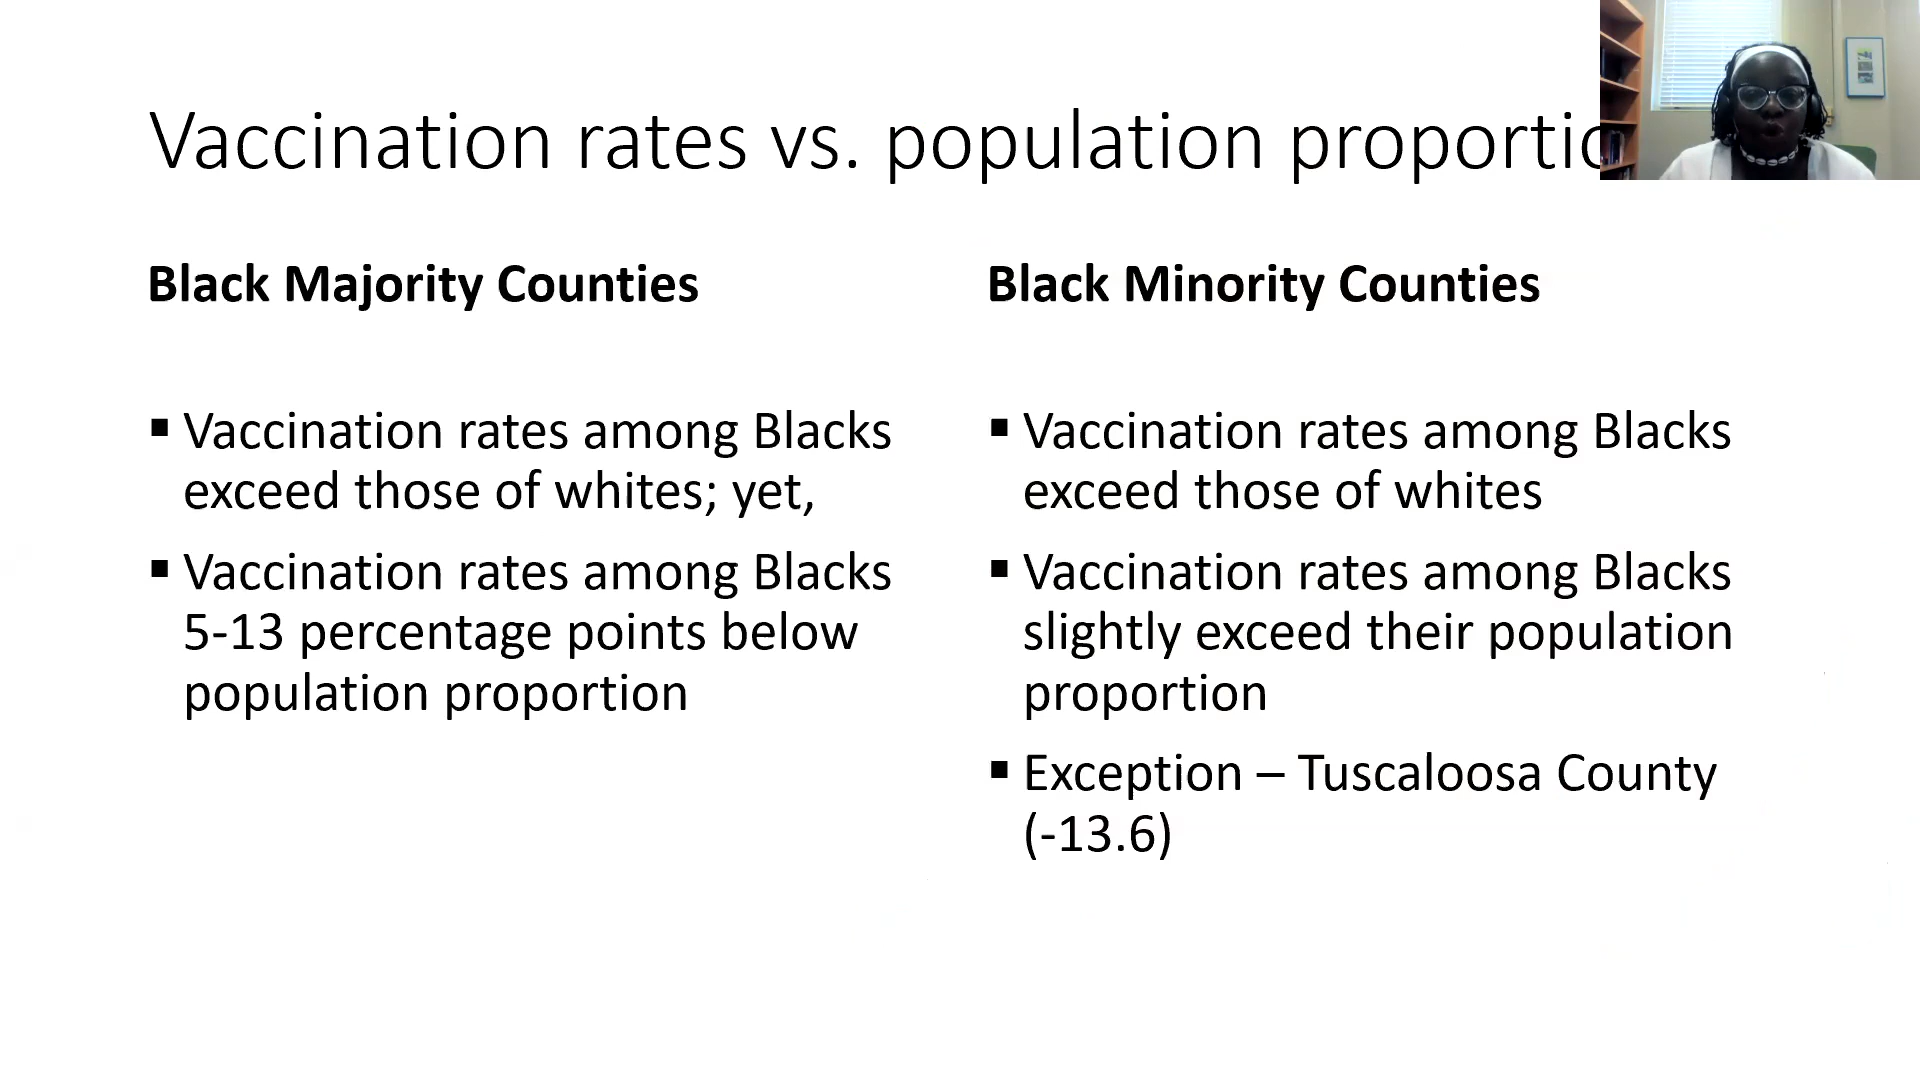 Vaccination rates vs. population
Black Majority Counties
▪ Vaccination rates among Blacks
exceed those of whites; yet,
▪ Vaccination rates among Blacks
5-13 percentage points below
population proportion
Black Minority Counties
▪ Vaccination rates among Blacks
exceed those of whites
▪ Vaccination rates among Blacks
slightly exceed their population
proportion
▪ Exception – Tuscaloosa County
(-13.6)